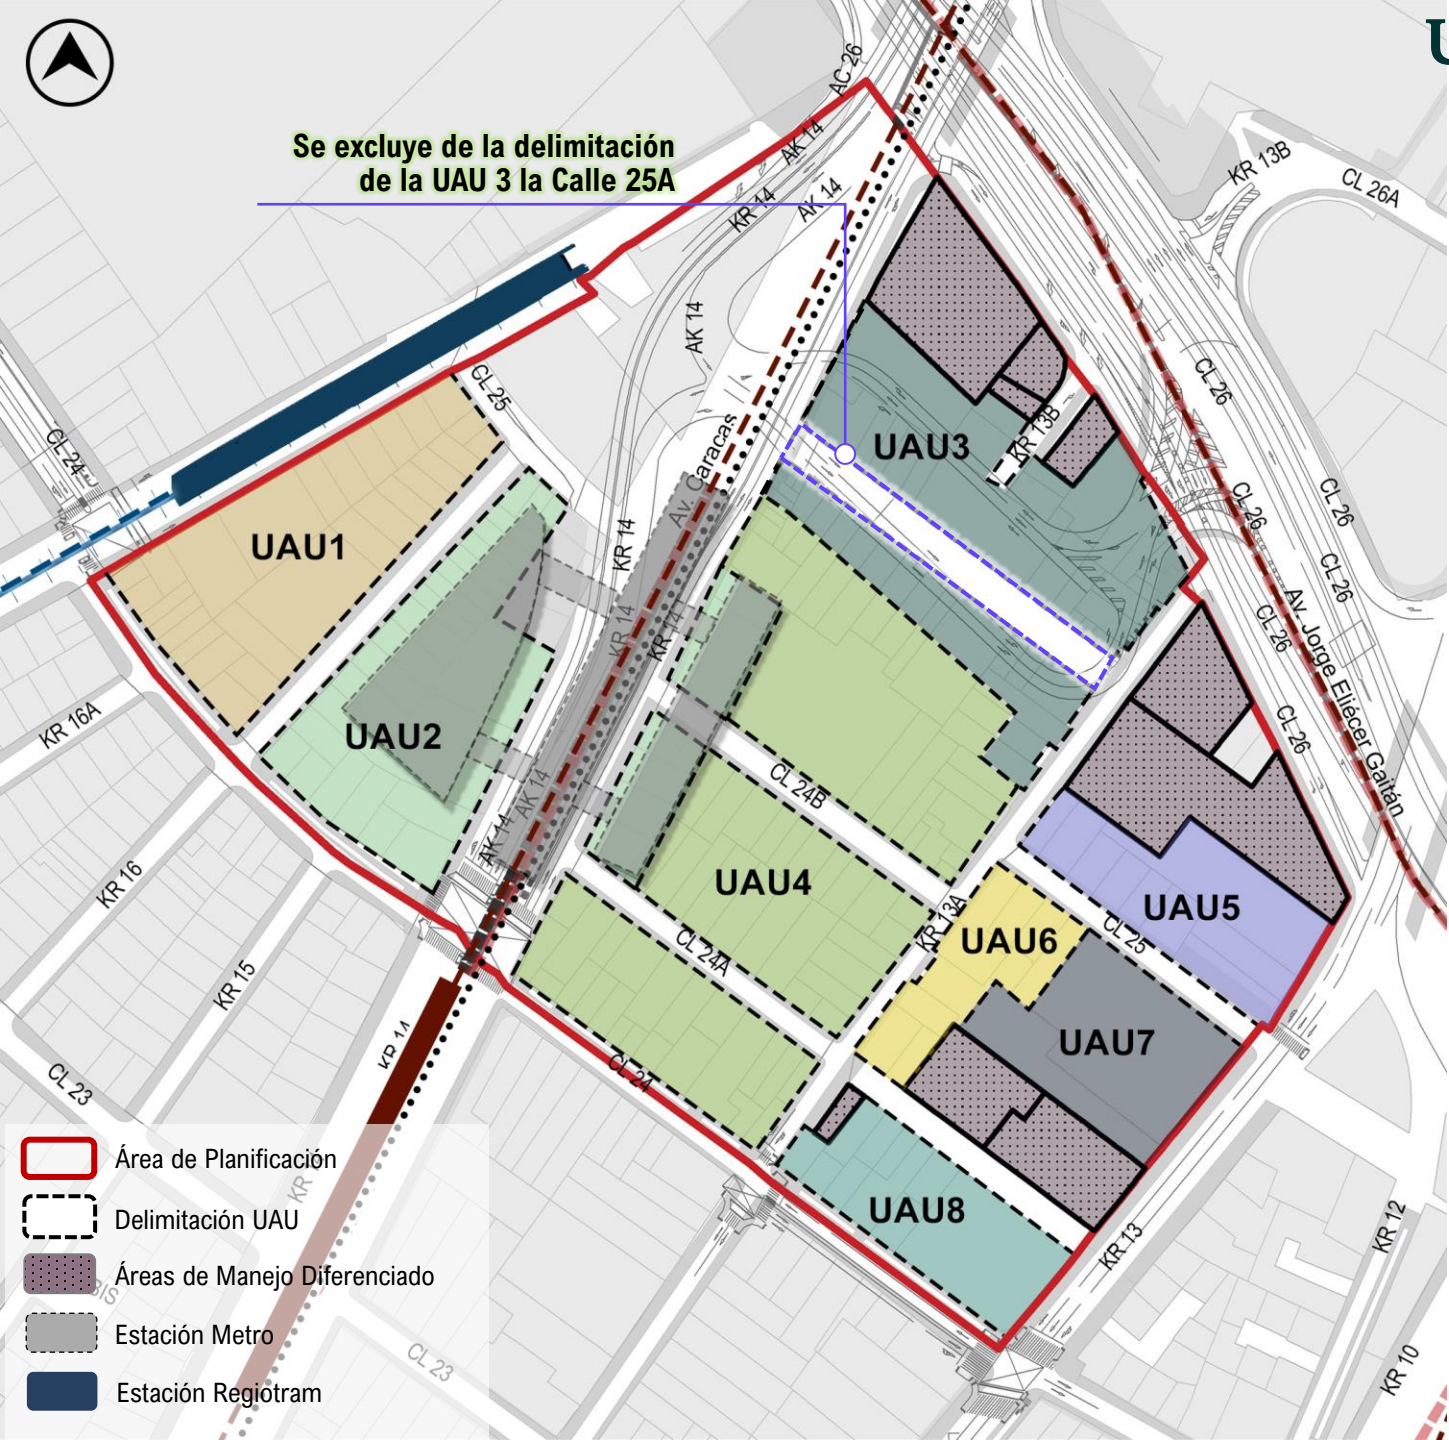 U
AC 26
Se excluye de la delimitación
de la UAU 3 la Calle 25A
AK 14
KR 14
AK 14
KR 13B
CL 26A
AK 14
CL 25
CL 26
CL 24
Av. Caracas
UAU3
KR 13B
CL 26
CL 26
UAU1
KR 14
CL 26
KR 14
KR 14
CL 26
Av. Jorge Eliécer Gaitán
CL 26
KR 16A
UAU2
CL 24B
AK 14
AK 14
KR 16
UAU4
KR 13A
UAU5
CL 25
UAU6
CL 24A
KR 15
KR 14
UAU7
CL 24
CL 23
Área de Planificación
KR
Delimitación UAU
UAU8
KR 13
KR 12
Áreas de Manejo Diferenciado
BIS
Estación Metro
CL 23
KR 10
Estación Regiotram